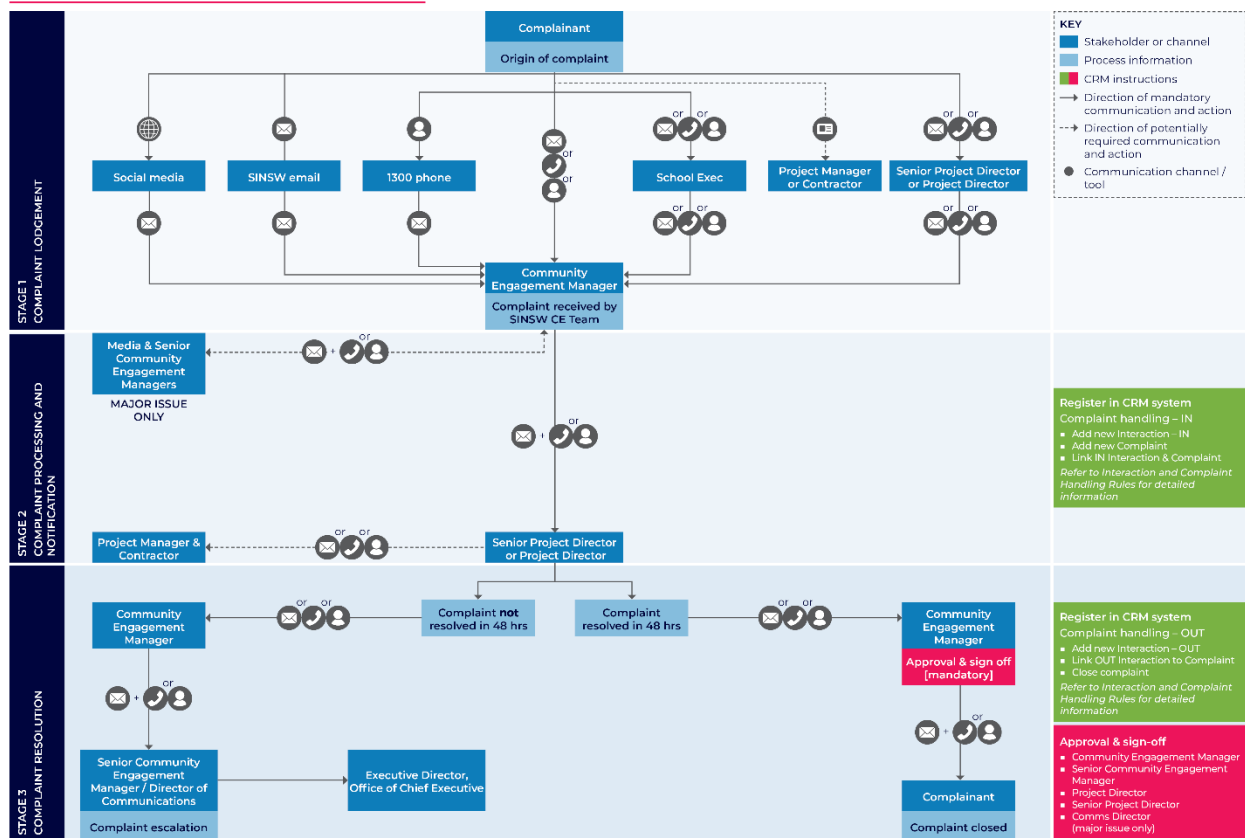 Complainant
Origin of complaint
or
or
or
or
or
or
Social media
SINSW email
1300 phone
School Exec
Project Manager
or Contractor
Senior Project Director
or Project Director
or
or
or
or
Community
Engagement Manager
Complaint received by
SINSW CE Team
STAGE 1
COMPLAINT LODGEMENT
KEY
Stakeholder or channel
Process information
CRM instructions
Direction of mandatory
communication and action
Direction of potentially
required communication
and action
Communication channel /
tool
STAGE 2
COMPLAINT PROCESSING AND
NOTIFICATION
Media & Senior
Community
Engagement
Managers
MAJOR ISSUE
ONLY
+
or
+
or
Project Manager &
Contractor
or
or
Senior Project Director
or Project Director
Register in CRM system
Complaint handling – IN
Add new Interaction – IN
Add new Complaint
Link IN Interaction & Complaint
Refer to Interaction and Complaint
Handling Rules for detailed
information
STAGE 3
COMPLAINT RESOLUTION
Community
Engagement
Manager
or
or
Complaint not
resolved in 48 hrs
Complaint
resolved in 48 hrs
or
or
Community
Engagement
Manager
Approval & sign off
[mandatory]
+
or
+
or
Senior Community
Engagement
Manager / Director of
Communications
Complaint escalation
Executive Director,
Office of Chief Executive
Complainant
Complaint closed
Register in CRM system
Complaint handling – OUT
Add new Interaction – OUT
Link OUT Interaction to Complaint
Close complaint
Refer to Interaction and Complaint
Handling Rules for detailed
information
Approval & sign-off
Community Engagement Manager
Senior Community Engagement
Manager
Project Director
Senior Project Director
Comms Director
(major issue only)